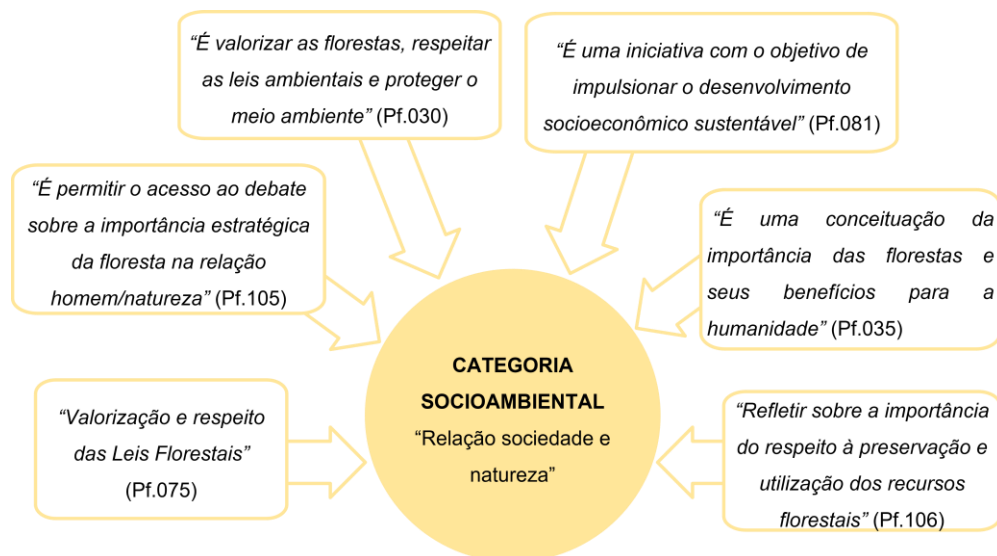 “É valorizar as florestas, respeitar
as leis ambientais e proteger o
meio ambiente” (Pf.030)
“É uma iniciativa com o objetivo de
impulsionar o desenvolvimento
socioeconômico sustentável” (Pf.081)
“É permitir o acesso ao debate
sobre a importância estratégica
da floresta na relação
homem/natureza” (Pf.105)
“É uma conceituação da
importância das florestas e
seus benefícios para a
humanidade” (Pf.035)
CATEGORIA
SOCIOAMBIENTAL
“Relação sociedade e
natureza”
“Valorização e respeito
das Leis Florestais”
(Pf.075)
“Refletir sobre a importância
do respeito à preservação e
utilização dos recursos
florestais” (Pf.106)